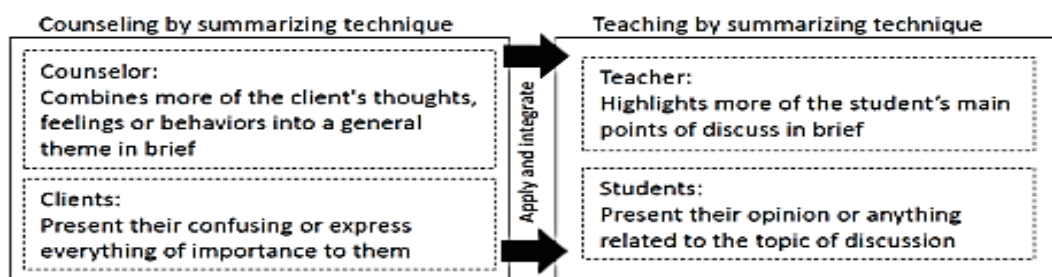 Counseling by summarizing technique
Counselor:
Combines more of the client's thoughts,
feelings or behaviors into a general
theme in brief
Clients:
Present their confusing or express
everything of importance to them
Apply and integrate
Teaching by summarizing technique
Teacher:
Highlights more of the student’s main
points of discuss in brief
Students:
Present their opinion or anything
related to the topic of discussion